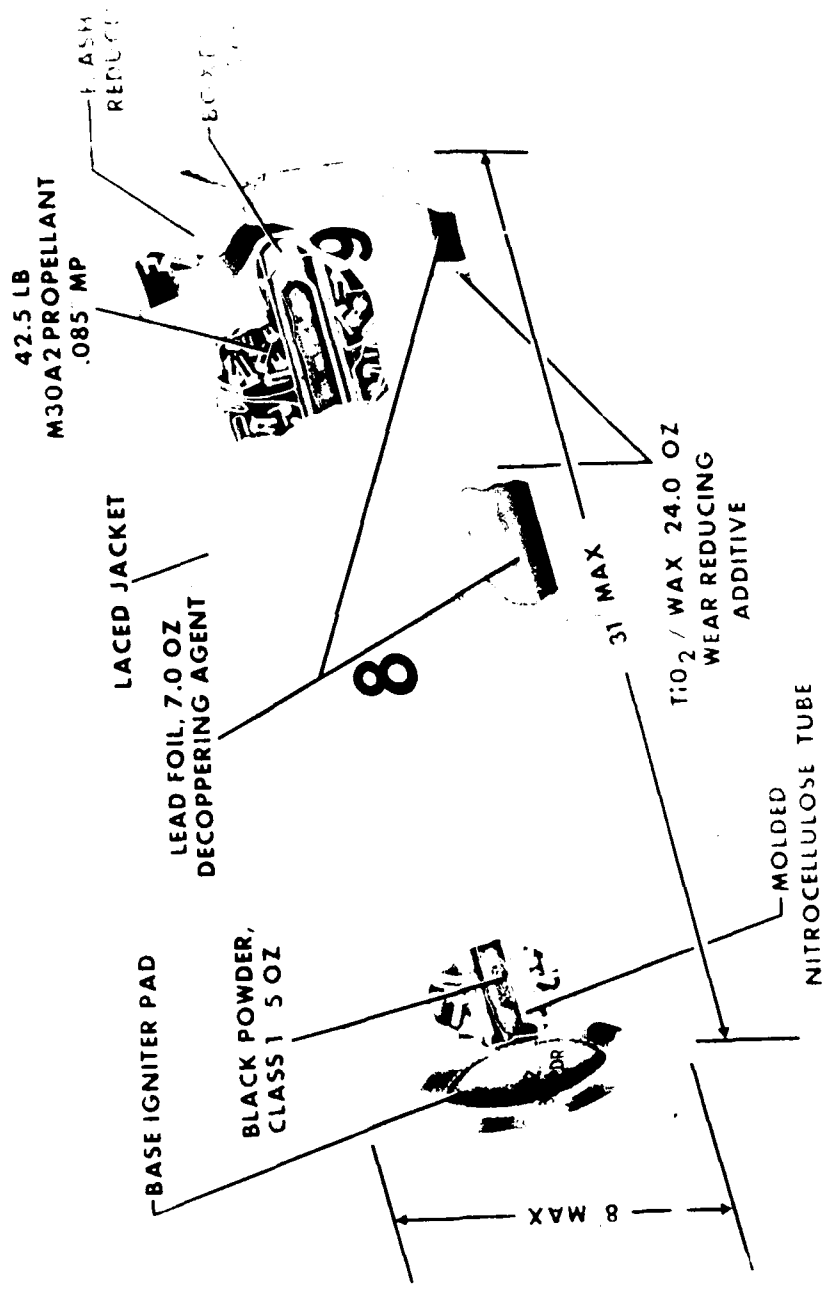 FLASH
42.5 LB
M30A2 PROPELLANT
.085 MP
LACED JACKET
LEAD FOIL, 7.0 OZ
DECOPPERING AGENT
BASE IGNITER PAD
BLACK POWDER,
CLASS 1 5 OZ
8
9
31 MAX
TiO2 / WAX 24.0 OZ
WEAR REDUCING
ADDITIVE
MOLDED
NITROCELLULOSE TUBE
8 MAX